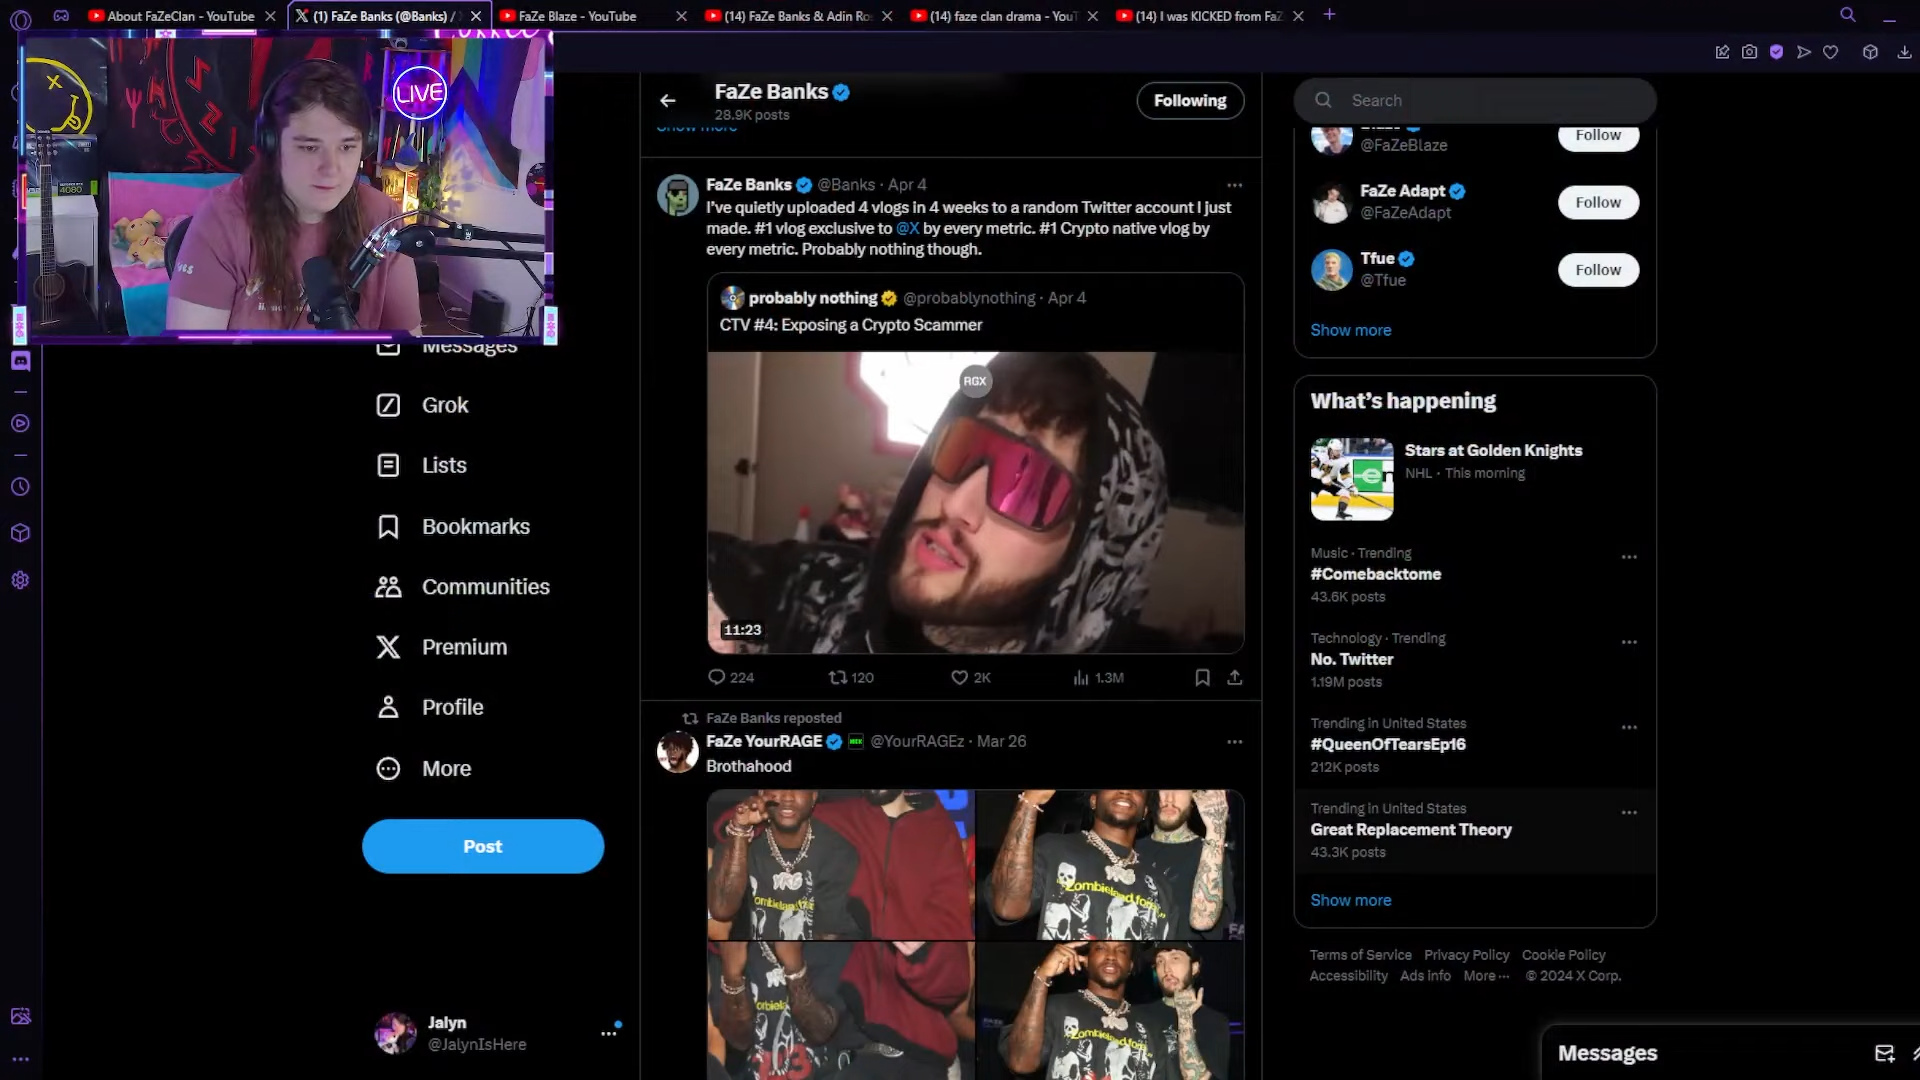 About FaZeClan - YouTube
(1) FaZe Banks (@Banks) /
FaZe Blaze - YouTube
(14) FaZe Banks & Adin Ro
(14) faze clan drama - YouT
(14) I was KICKED from FaZ
LIVE
4080
FaZe Banks
28.9K posts
Following
Search
Show more
FaZe Banks @Banks · Apr 4
I've quietly uploaded 4 vlogs in 4 weeks to a random Twitter account I just
made. #1 vlog exclusive to @X by every metric. #1 Crypto native vlog by
every metric. Probably nothing though.
probably nothing @probablynothing · Apr 4
CTV #4: Exposing a Crypto Scammer
RGX
11:23
224
120
2K
1.3M
FaZe Banks reposted
FaZe YourRAGE @YourRAGEz · Mar 26
Brothahood
Messages
Grok
Lists
Bookmarks
Communities
Premium
Profile
More
Post
Jalyn
@JalynIsHere
@FaZeBlaze
Follow
FaZe Adapt
@FaZeAdapt
Follow
Tfue
@Tfue
Follow
Show more
What's happening
Stars at Golden Knights
NHL · This morning
Music · Trending
#Comebacktome
43.6K posts
Technology · Trending
No. Twitter
1.19M posts
Trending in United States
#QueenOfTearsEp16
212K posts
Trending in United States
Great Replacement Theory
43.3K posts
Show more
Terms of Service Privacy Policy Cookie Policy
Accessibility Ads info More ··· © 2024 X Corp.
Messages